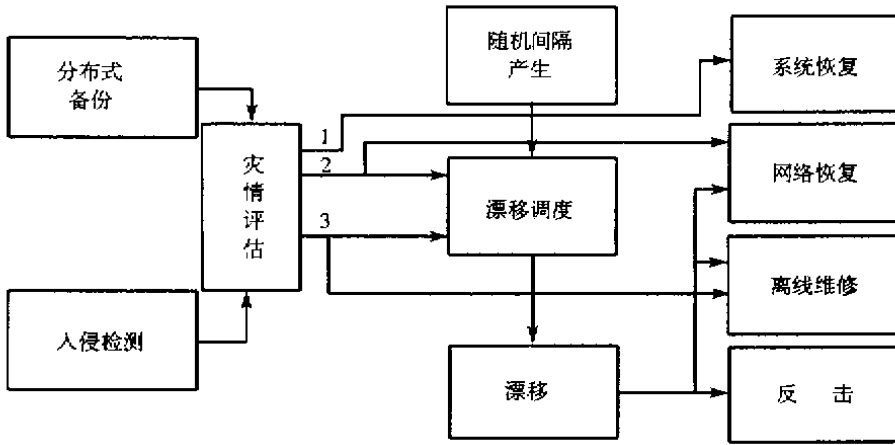 分布式
备份
入侵检测
灾
情
评
估
1
2
3
随机间隔
产生
漂移调度
漂移
系统恢复
网络恢复
离线维修
反 击